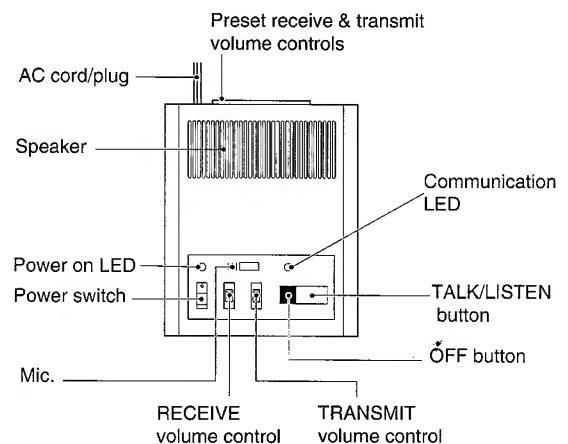 Preset receive & transmit
volume controls
AC cord/plug
Speaker
Communication
LED
Power on LED
Power switch
TALK/LISTEN
button
OFF button
Mic.
RECEIVE
volume control
TRANSMIT
volume control